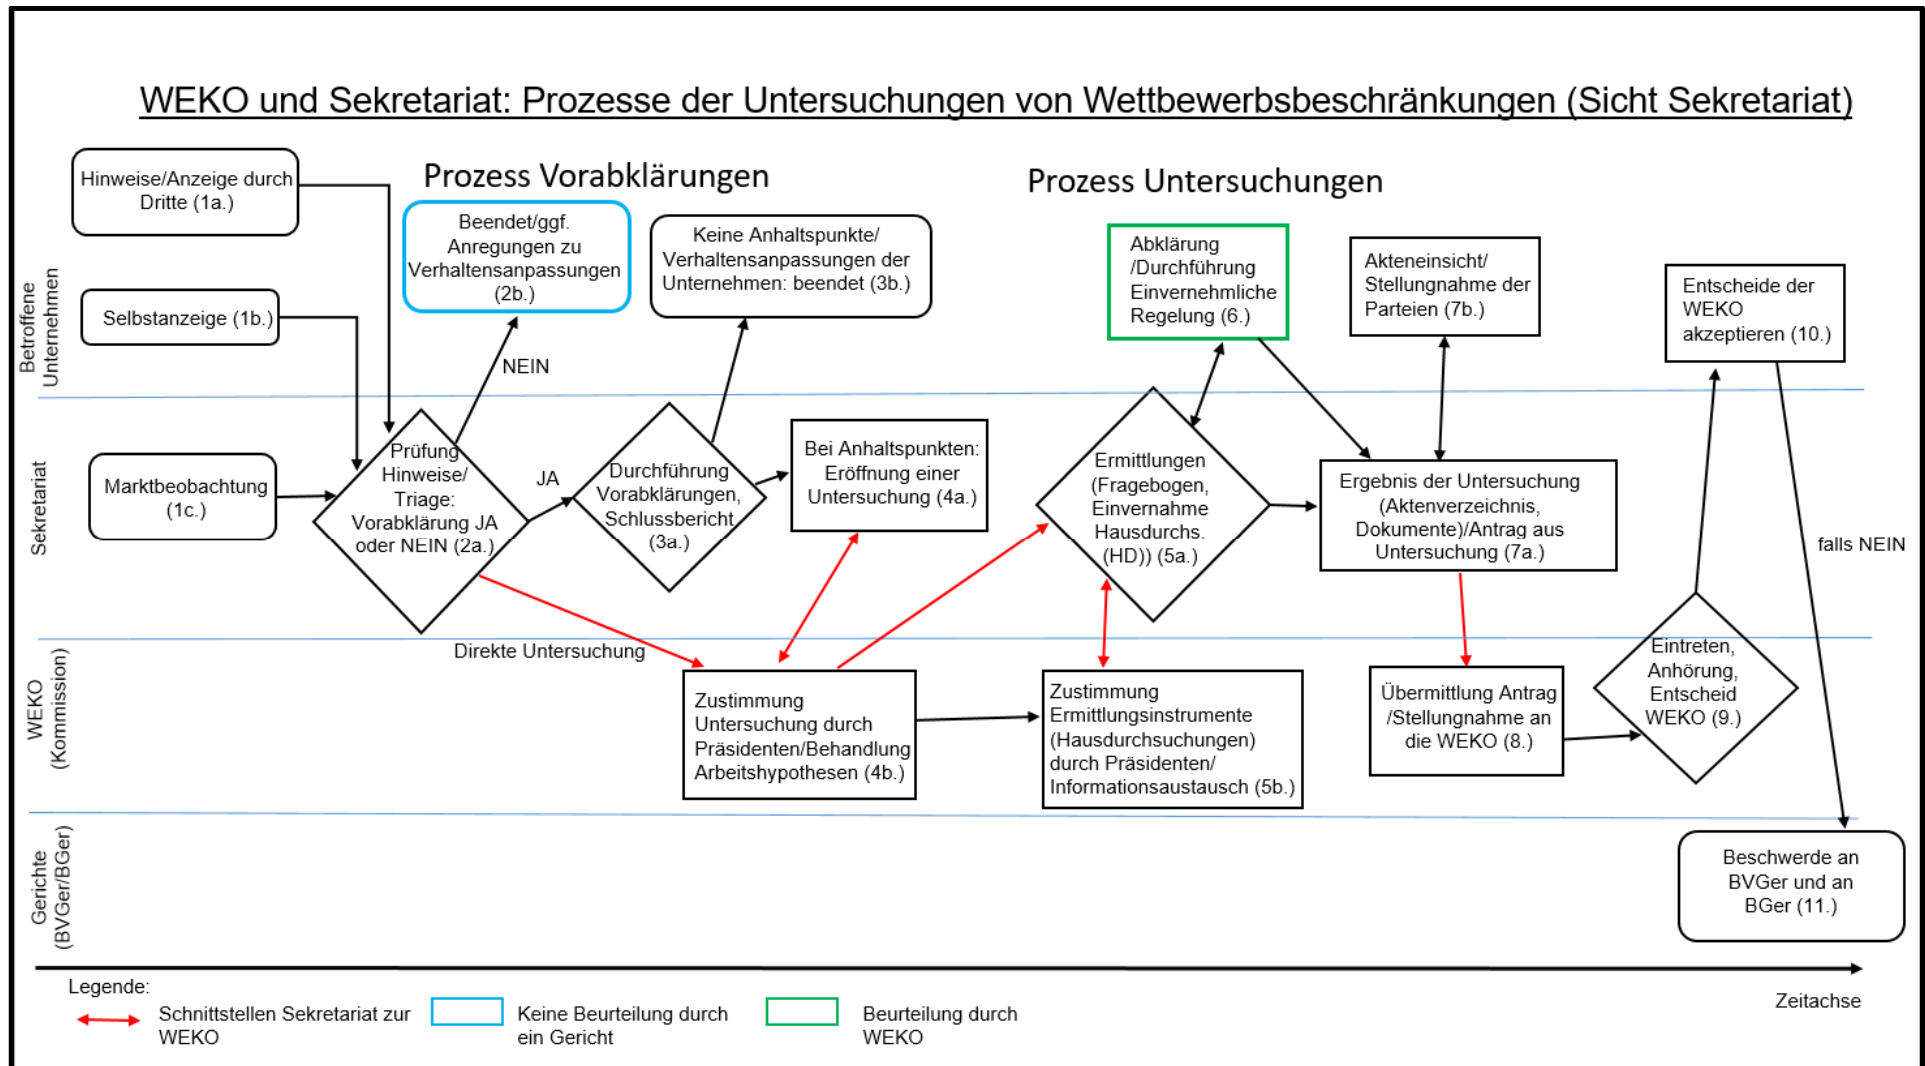 WEKO und Sekretariat: Prozesse der Untersuchungen von Wettbewerbsbeschränkungen (Sicht Sekretariat)
Prozess Vorabklärungen
Prozess Untersuchungen
Betroffene
Unternehmen
Hinweise/Anzeige durch
Dritte (1a.)
Selbstanzeige (1b.)
Beendet/ggf.
Anregungen zu
Verhaltensanpassungen
(2b.)
NEIN
Keine Anhaltspunkte/
Verhaltensanpassungen der
Unternehmen: beendet (3b.)
Abklärung
/Durchführung
Einvernehmliche
Regelung (6.)
Akteneinsicht/
Stellungnahme der
Parteien (7b.)
Entscheide der
WEKO
akzeptieren (10.)
Sekretariat
Marktbeobachtung
(1c.)
Prüfung
Hinweise/
Triage:
Vorabklärung JA
oder NEIN (2a.)
JA
Durchführung
Vorabklärungen,
Schlussbericht
(3a.)
Bei Anhaltspunkten:
Eröffnung einer
Untersuchung (4a.)
Ermittlungen
(Fragebogen,
Einvernahme
Hausdurchs.
(HD)) (5a.)
Ergebnis der Untersuchung
(Aktenverzeichnis,
Dokumente)/Antrag aus
Untersuchung (7a.)
falls NEIN
WEKO
(Kommission)
Direkte Untersuchung
Zustimmung
Untersuchung durch
Präsidenten/Behandlung
Arbeitshypothesen (4b.)
Zustimmung
Ermittlungsinstrumente
(Hausdurchsuchungen)
durch Präsidenten/
Informationsaustausch (5b.)
Übermittlung Antrag
/Stellungnahme an
die WEKO (8.)
Eintreten,
Anhörung,
Entscheid
WEKO (9.)
Gerichte
(BVGer/BGer)
Beschwerde an
BVGer und an
BGer (11.)
Zeitachse
Legende:
Schnittstellen Sekretariat zur
WEKO
Keine Beurteilung durch
ein Gericht
Beurteilung durch
WEKO